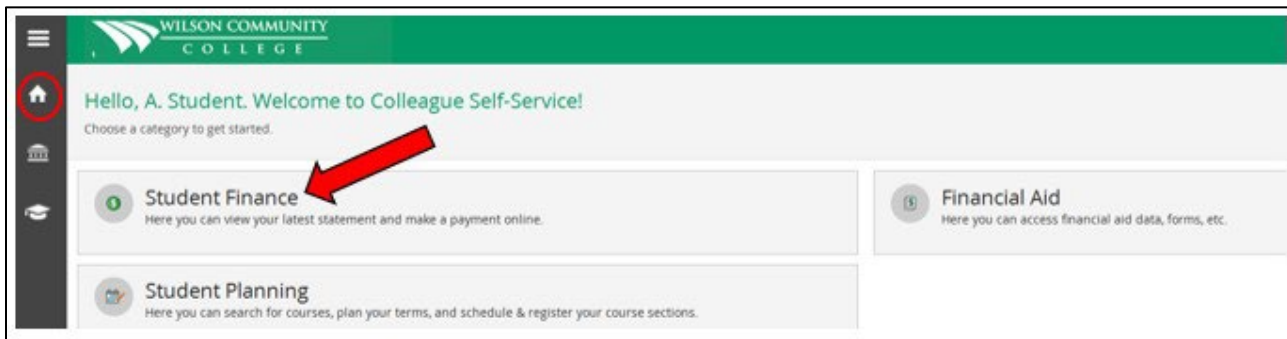 WILSON COMMUNITY
COLLEGE
Hello, A. Student. Welcome to Colleague Self-Service!
Choose a category to get started.
Student Finance
Here you can view your latest statement and make a payment online.
Financial Aid
Here you can access financial aid data, forms, etc.
Student Planning
Here you can search for courses, plan your terms, and schedule & register your course sections.